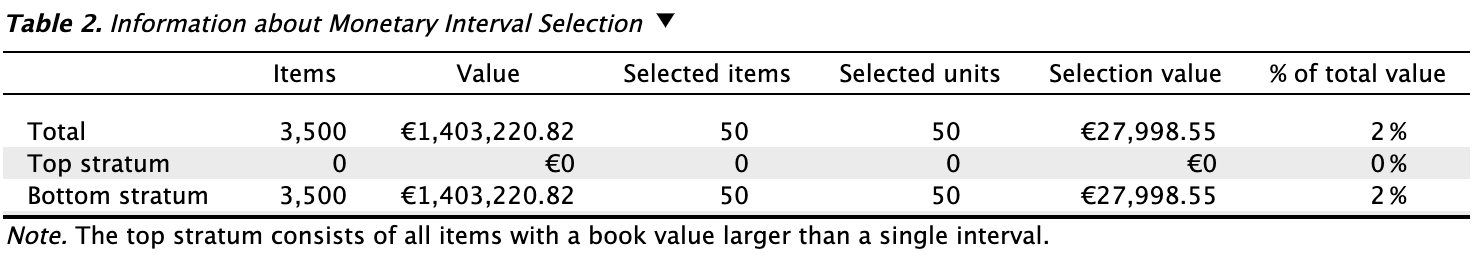 Table 2. Information about Monetary Interval Selection ▼
Items Value Selected items Selected units Selection value % of total value
Total 3,500 €1,403,220.82 50 50 €27,998.55 2 %
Top stratum 0 €0 0 0 €0 0 %
Bottom stratum 3,500 €1,403,220.82 50 50 €27,998.55 2 %
Note. The top stratum consists of all items with a book value larger than a single interval.